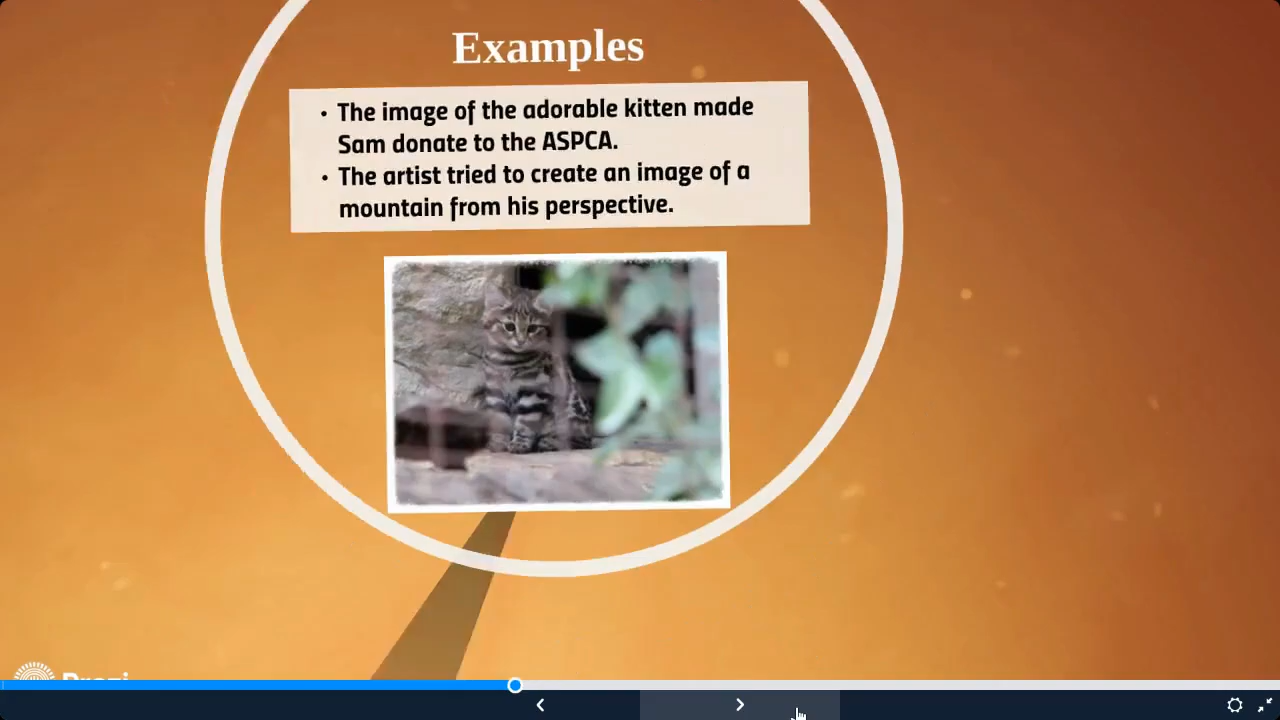 Examples
• The image of the adorable kitten made
Sam donate to the ASPCA.
• The artist tried to create an image of a
mountain from his perspective.
Prezi